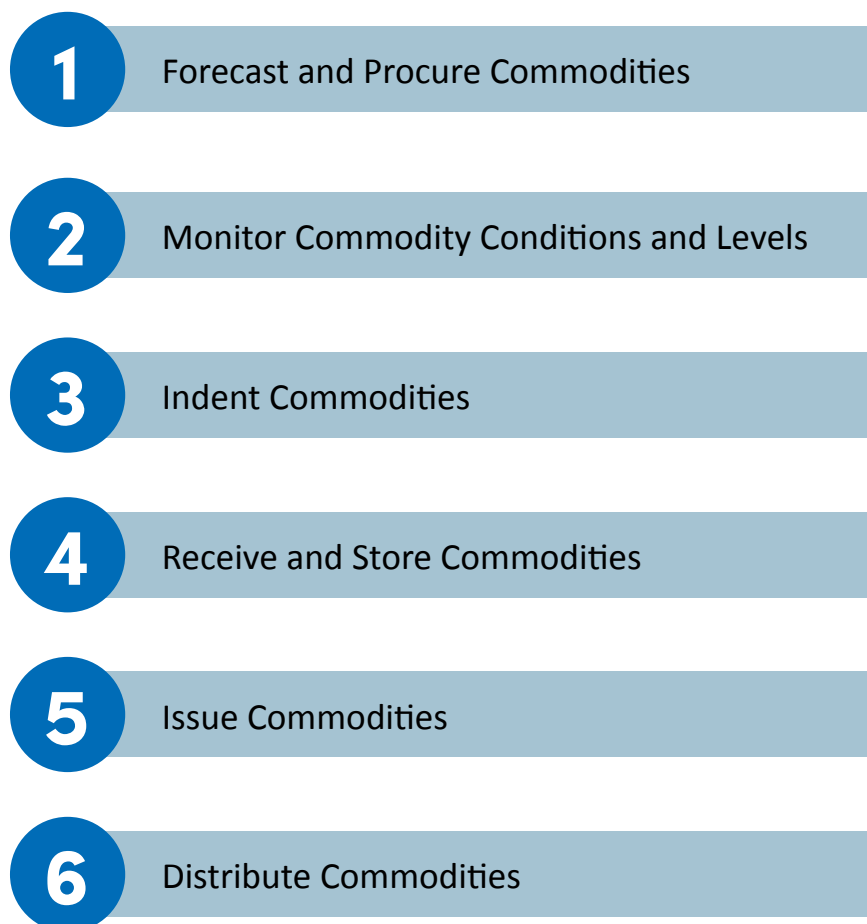 1 Forecast and Procure Commodities
2 Monitor Commodity Conditions and Levels
3 Indent Commodities
4 Receive and Store Commodities
5 Issue Commodities
6 Distribute Commodities